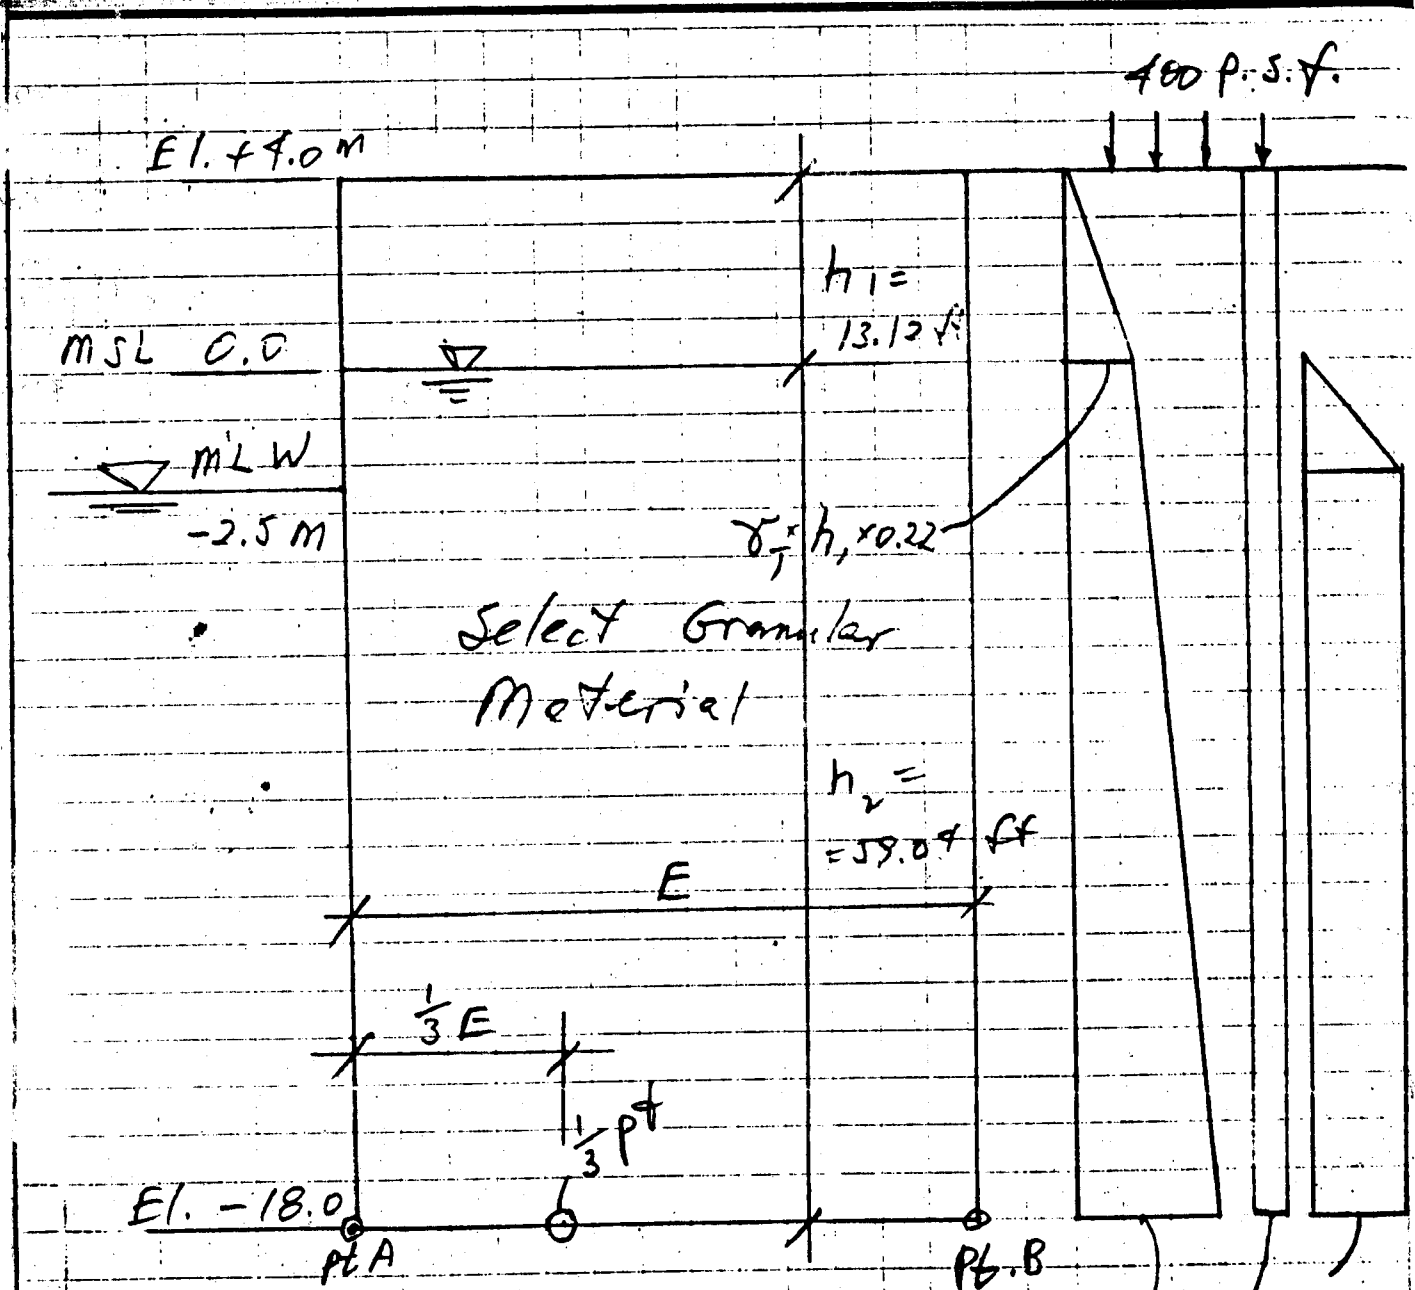 400 p.s.f.
El. +4.0 m
h1 =
13.12 ft
MSL 0.0
MLW
-2.5 M
γT × h1 × 0.22
Select Granular
Material
h2 =
= 59.04 ft
E
1/3 E
1/3 pt
El. -18.0
pt A
Pt. B